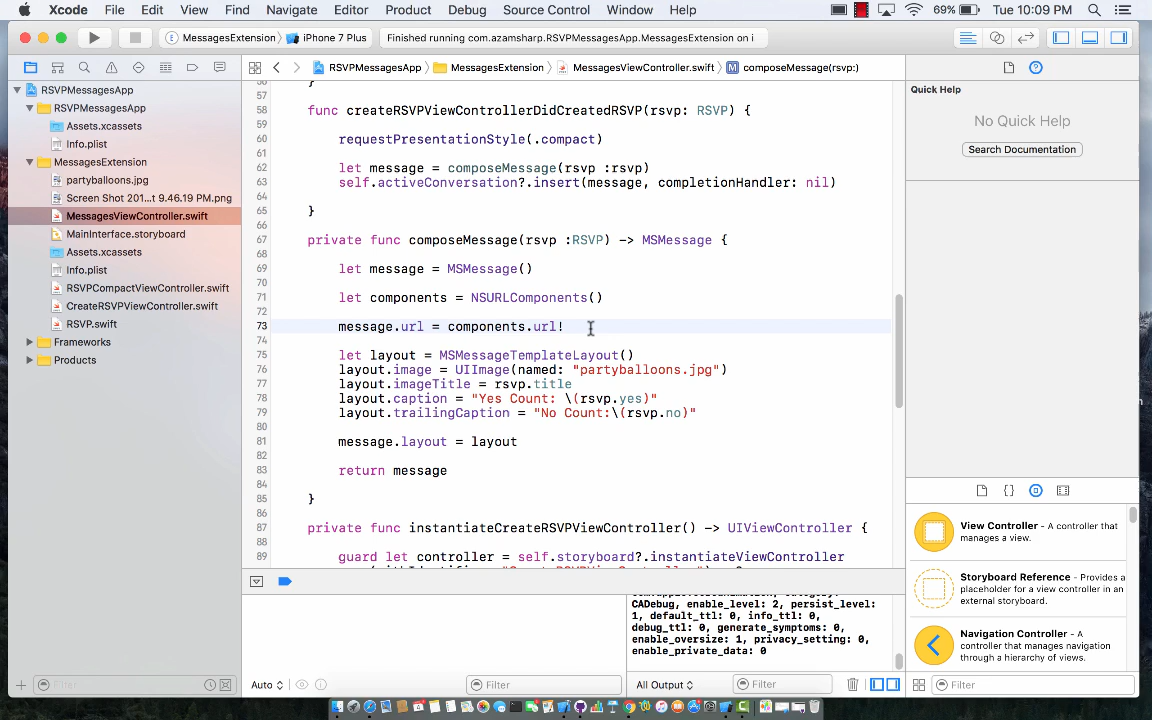 Xcode File Edit View Find Navigate Editor Product Debug Source Control Window Help 69% Tue 10:09 PM
MessagesExtension iPhone 7 Plus Finished running com.azamsharp.RSVPMessagesApp.MessagesExtension on i
RSVPMessagesApp MessagesExtension MessagesViewController.swift M composeMessage(rsvp:)
RSVPMessagesApp
RSVPMessagesApp
Assets.xcassets
Info.plist
MessagesExtension
partyballoons.jpg
Screen Shot 201...t 9.46.19 PM.png
MessagesViewController.swift
MainInterface.storyboard
Assets.xcassets
Info.plist
RSVPCompactViewController.swift
CreateRSVPViewController.swift
RSVP.swift
Frameworks
Products
Filter
56 }
57
58 func createRSVPViewControllerDidCreatedRSVP(rsvp: RSVP) {
59
60 requestPresentationStyle(.compact)
61
62 let message = composeMessage(rsvp :rsvp)
63 self.activeConversation?.insert(message, completionHandler: nil)
64
65 }
66
67 private func composeMessage(rsvp :RSVP) -> MSMessage {
68
69 let message = MSMessage()
70
71 let components = NSURLComponents()
72
73 message.url = components.url!
74
75 let layout = MSMessageTemplateLayout()
76 layout.image = UIImage(named: "partyballoons.jpg")
77 layout.imageTitle = rsvp.title
78 layout.caption = "Yes Count: \(rsvp.yes)"
79 layout.trailingCaption = "No Count:\(rsvp.no)"
80
81 message.layout = layout
82
83 return message
84
85 }
86
87 private func instantiateCreateRSVPViewController() -> UIViewController {
88
89 guard let controller = self.storyboard?.instantiateViewController
Auto Filter
CADebug, enable_level: 2, persist_level:
1, default_ttl: 0, info_ttl: 0,
debug_ttl: 0, generate_symptoms: 0,
enable_oversize: 1, privacy_setting: 0,
enable_private_data: 0
All Output Filter
Quick Help
No Quick Help
Search Documentation
View Controller - A controller that
manages a view.
Storyboard Reference - Provides a
placeholder for a view controller in an
external storyboard.
Navigation Controller - A
controller that manages navigation
through a hierarchy of views.
Filter